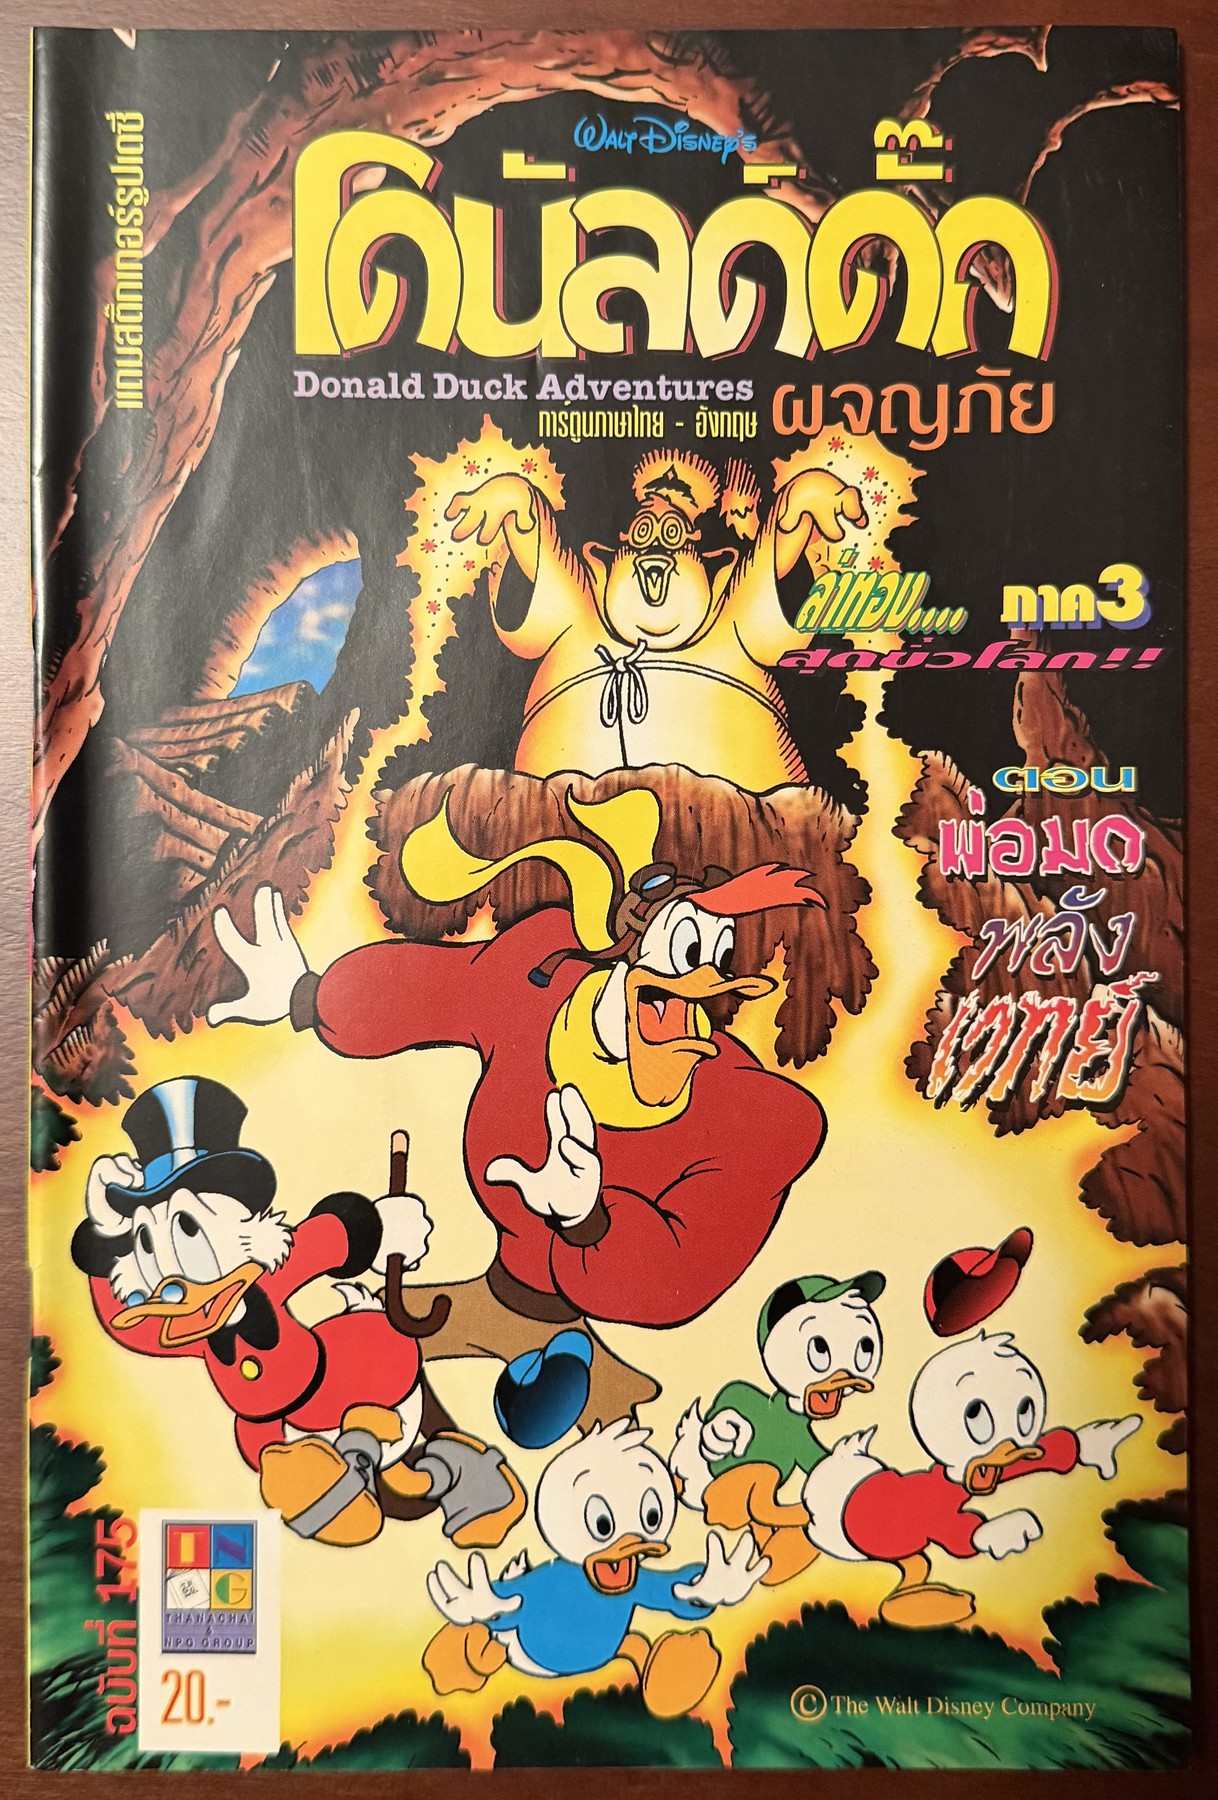 แถมสติ๊กเกอร์รูปเดซี่
WALT DISNEY'S
โดนัลด์ดั๊ก
Donald Duck Adventures
ผจญภัย
การ์ตูนภาษาไทย - อังกฤษ
ล่าทอง.... ภาค3
สุดขั้วโลก!!
ตอน
พ่อมด
พลัง
เวทย์
ฉบับที่ 175
TNG
THANACHAI
&
NPG GROUP
20.-
© The Walt Disney Company